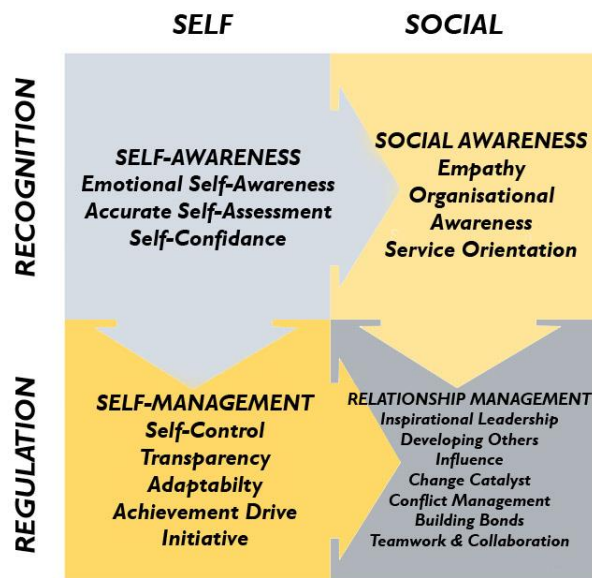 SELF
SOCIAL
RECOGNITION
SELF-AWARENESS
Emotional Self-Awareness
Accurate Self-Assessment
Self-Confidance
SOCIAL AWARENESS
Empathy
Organisational
Awareness
Service Orientation
REGULATION
SELF-MANAGEMENT
Self-Control
Transparency
Adaptabilty
Achievement Drive
Initiative
RELATIONSHIP MANAGEMENT
Inspirational Leadership
Developing Others
Influence
Change Catalyst
Conflict Management
Building Bonds
Teamwork & Collaboration